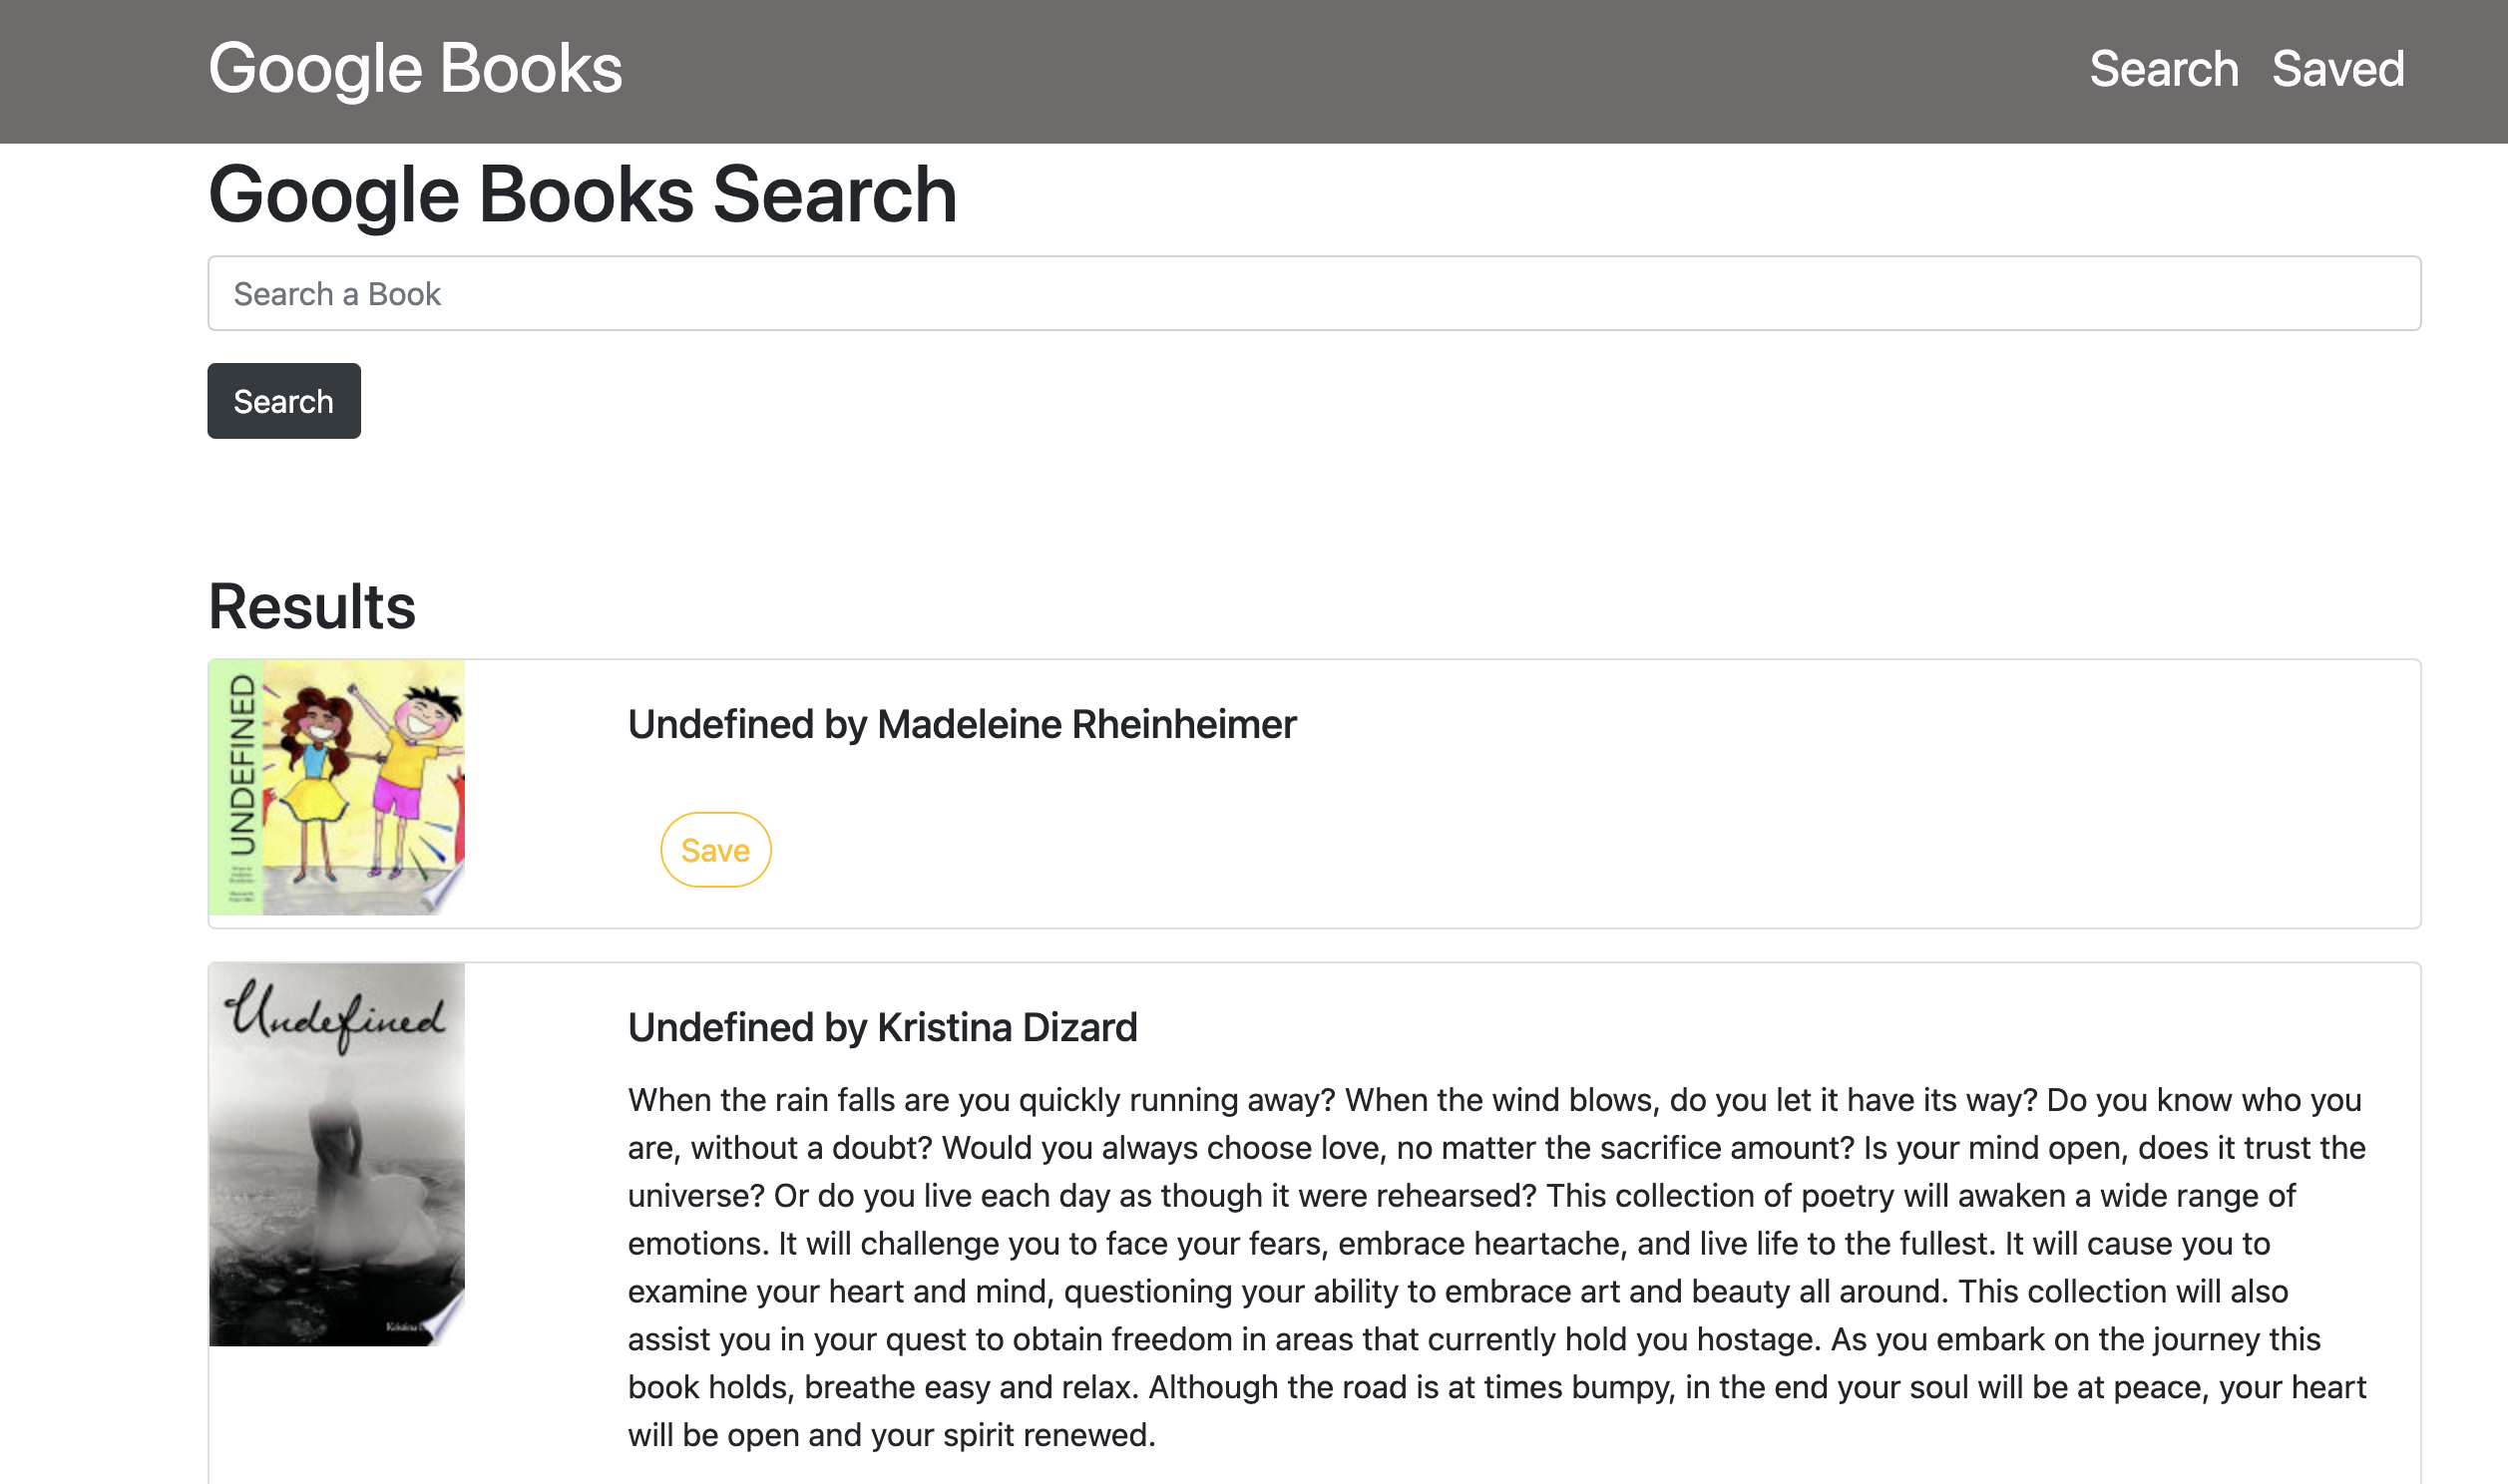 Google Books
Search Saved
Google Books Search
Search a Book
Search
Results
UNDEFINED
Undefined by Madeleine Rheinheimer
Save
Undefined
Undefined by Kristina Dizard
When the rain falls are you quickly running away? When the wind blows, do you let it have its way? Do you know who you
are, without a doubt? Would you always choose love, no matter the sacrifice amount? Is your mind open, does it trust the
universe? Or do you live each day as though it were rehearsed? This collection of poetry will awaken a wide range of
emotions. It will challenge you to face your fears, embrace heartache, and live life to the fullest. It will cause you to
examine your heart and mind, questioning your ability to embrace art and beauty all around. This collection will also
assist you in your quest to obtain freedom in areas that currently hold you hostage. As you embark on the journey this
book holds, breathe easy and relax. Although the road is at times bumpy, in the end your soul will be at peace, your heart
will be open and your spirit renewed.